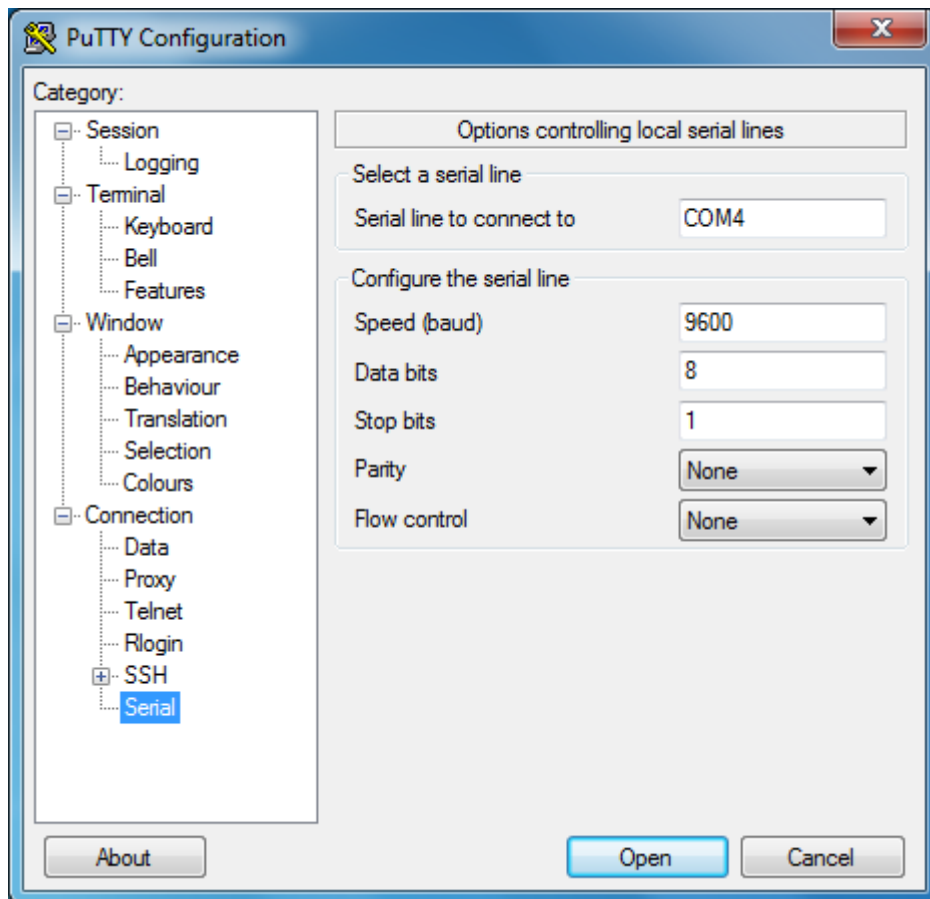 PuTTY Configuration
Category:
Session
Logging
Terminal
Keyboard
Bell
Features
Window
Appearance
Behaviour
Translation
Selection
Colours
Connection
Data
Proxy
Telnet
Rlogin
SSH
Serial
Options controlling local serial lines
Select a serial line
Serial line to connect to COM4
Configure the serial line
Speed (baud) 9600
Data bits 8
Stop bits 1
Parity None
Flow control None
About Open Cancel